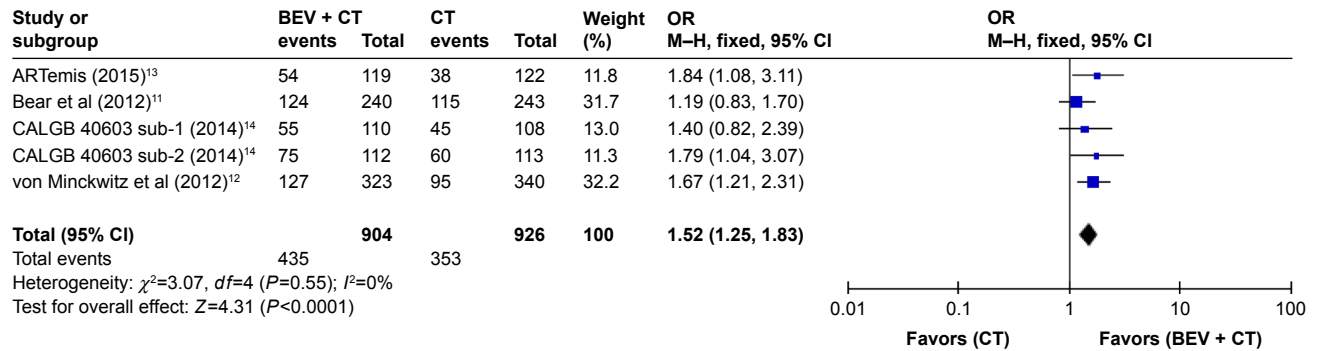 Study or BEV + CT CT Weight OR OR
subgroup events Total events Total (%) M–H, fixed, 95% CI M–H, fixed, 95% CI
ARTemis (2015)¹³ 54 119 38 122 11.8 1.84 (1.08, 3.11)
Bear et al (2012)¹¹ 124 240 115 243 31.7 1.19 (0.83, 1.70)
CALGB 40603 sub-1 (2014)¹⁴ 55 110 45 108 13.0 1.40 (0.82, 2.39)
CALGB 40603 sub-2 (2014)¹⁴ 75 112 60 113 11.3 1.79 (1.04, 3.07)
von Minckwitz et al (2012)¹² 127 323 95 340 32.2 1.67 (1.21, 2.31)
Total (95% CI) 904 926 100 1.52 (1.25, 1.83)
Total events 435 353
Heterogeneity: χ²=3.07, df=4 (P=0.55); I²=0%
Test for overall effect: Z=4.31 (P<0.0001)
0.01 0.1 1 10 100
Favors (CT) Favors (BEV + CT)